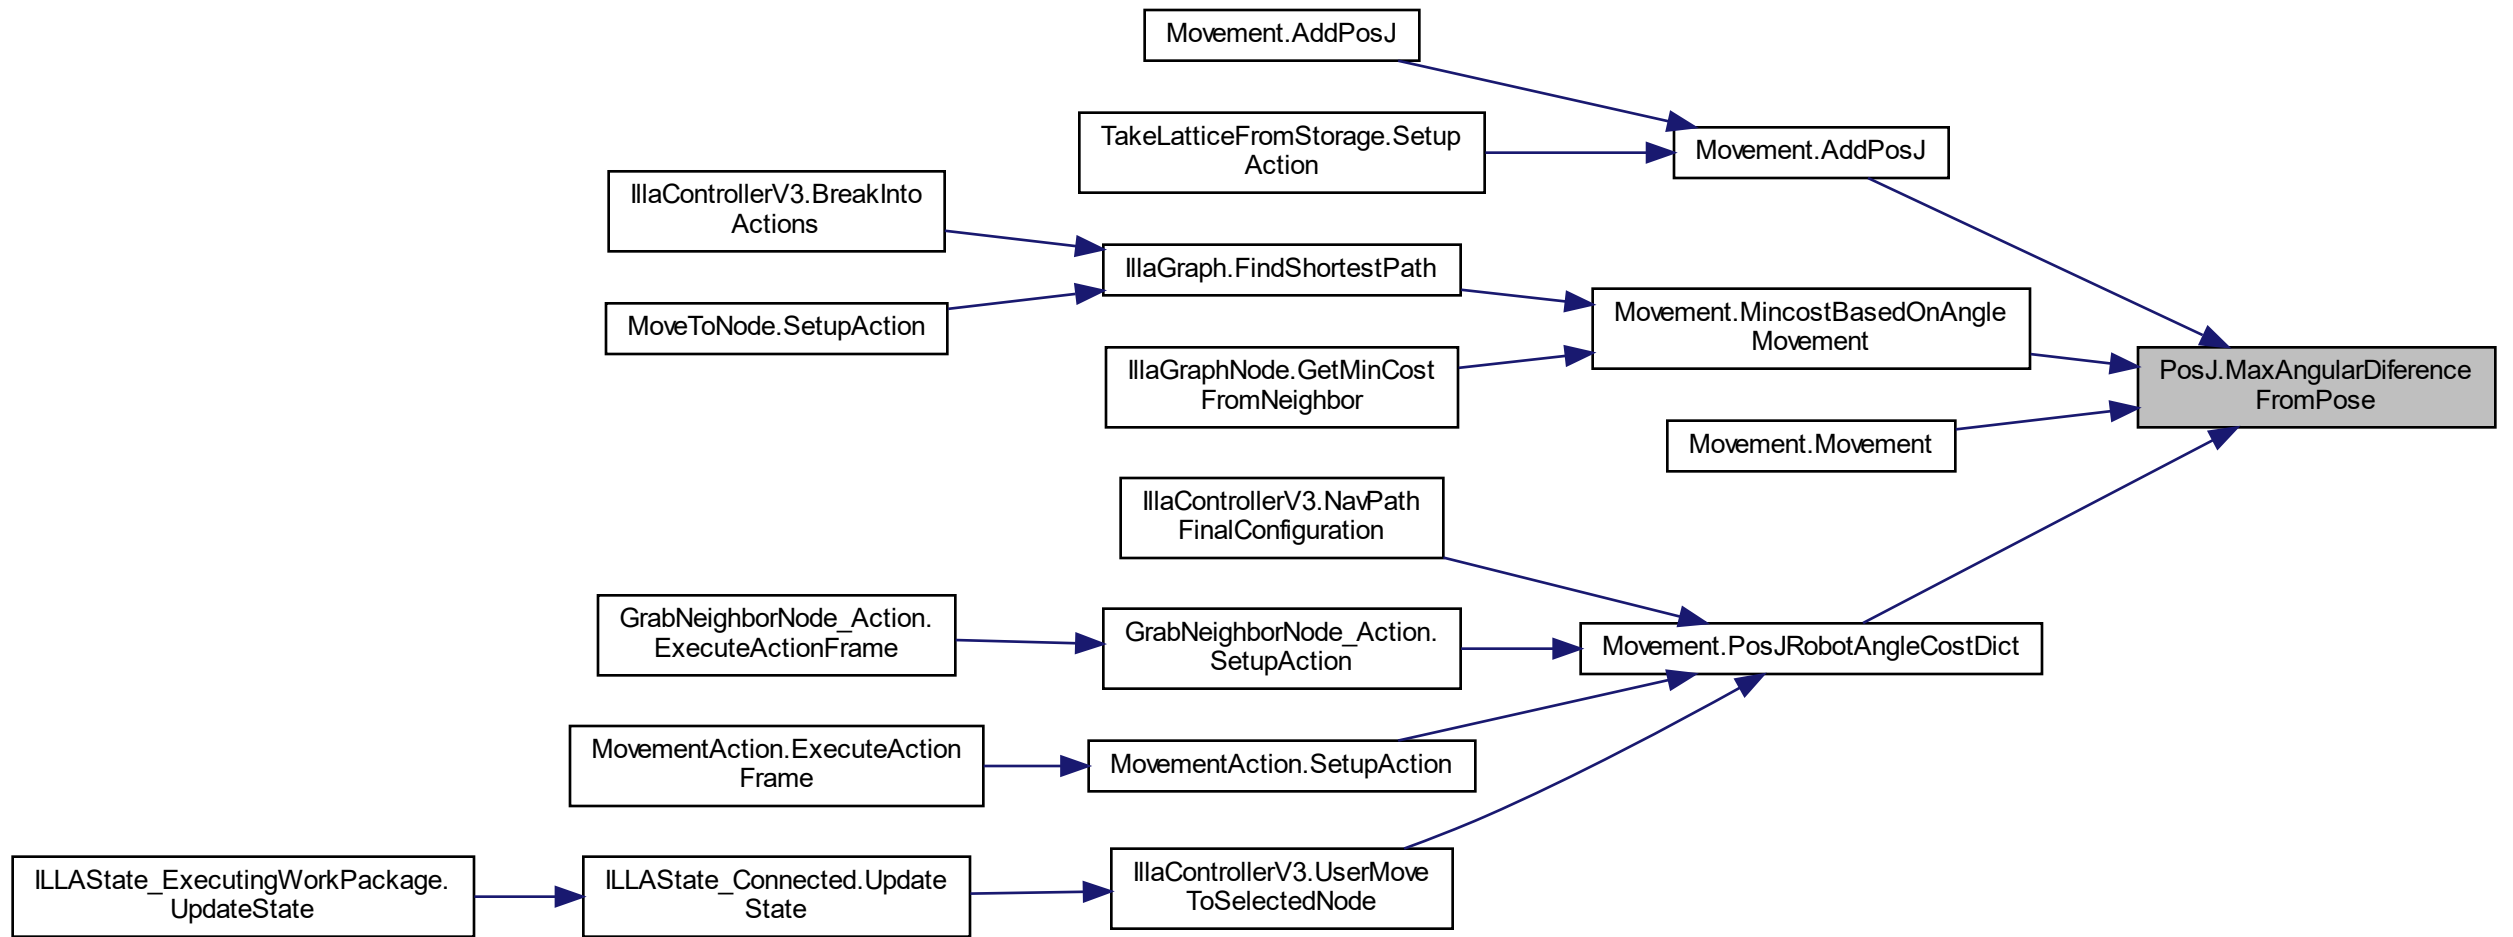 Movement.AddPosJ
TakeLatticeFromStorage.Setup
Action
Movement.AddPosJ
IllaControllerV3.BreakInto
Actions
IllaGraph.FindShortestPath
MoveToNode.SetupAction
Movement.MincostBasedOnAngle
Movement
IllaGraphNode.GetMinCost
FromNeighbor
PosJ.MaxAngularDiference
FromPose
Movement.Movement
IllaControllerV3.NavPath
FinalConfiguration
GrabNeighborNode_Action.
ExecuteActionFrame
GrabNeighborNode_Action.
SetupAction
Movement.PosJRobotAngleCostDict
MovementAction.ExecuteAction
Frame
MovementAction.SetupAction
ILLAState_ExecutingWorkPackage.
UpdateState
ILLAState_Connected.Update
State
IllaControllerV3.UserMove
ToSelectedNode